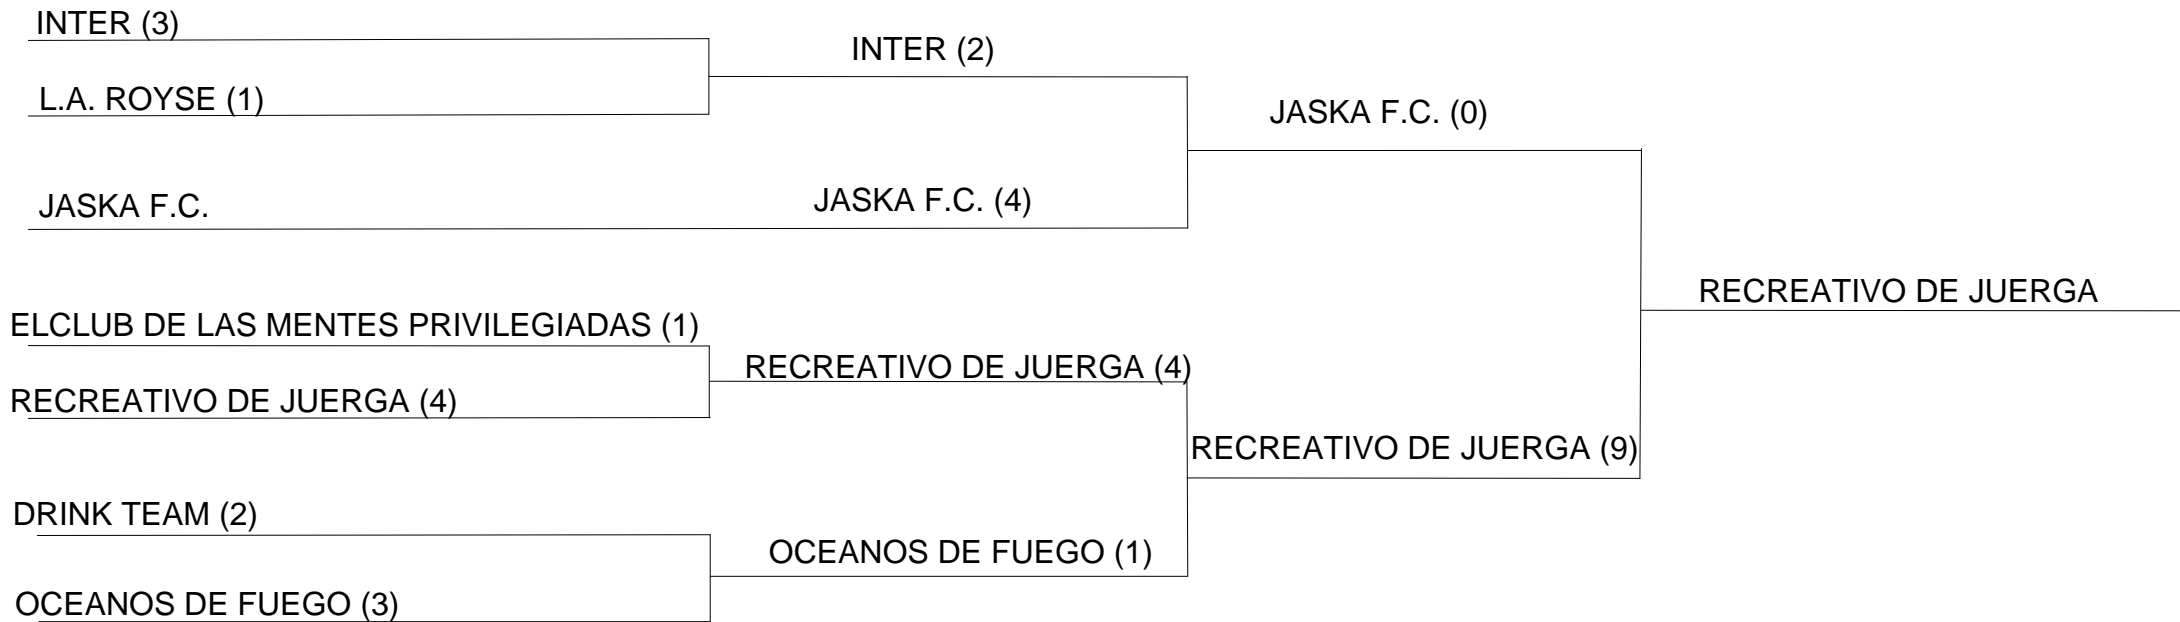 INTER (3)
L.A. ROYSE (1)
JASKA F.C.
ELCLUB DE LAS MENTES PRIVILEGIADAS (1)
RECREATIVO DE JUERGA (4)
DRINK TEAM (2)
OCEANOS DE FUEGO (3)
INTER (2)
JASKA F.C. (4)
RECREATIVO DE JUERGA (4)
OCEANOS DE FUEGO (1)
JASKA F.C. (0)
RECREATIVO DE JUERGA (9)
RECREATIVO DE JUERGA